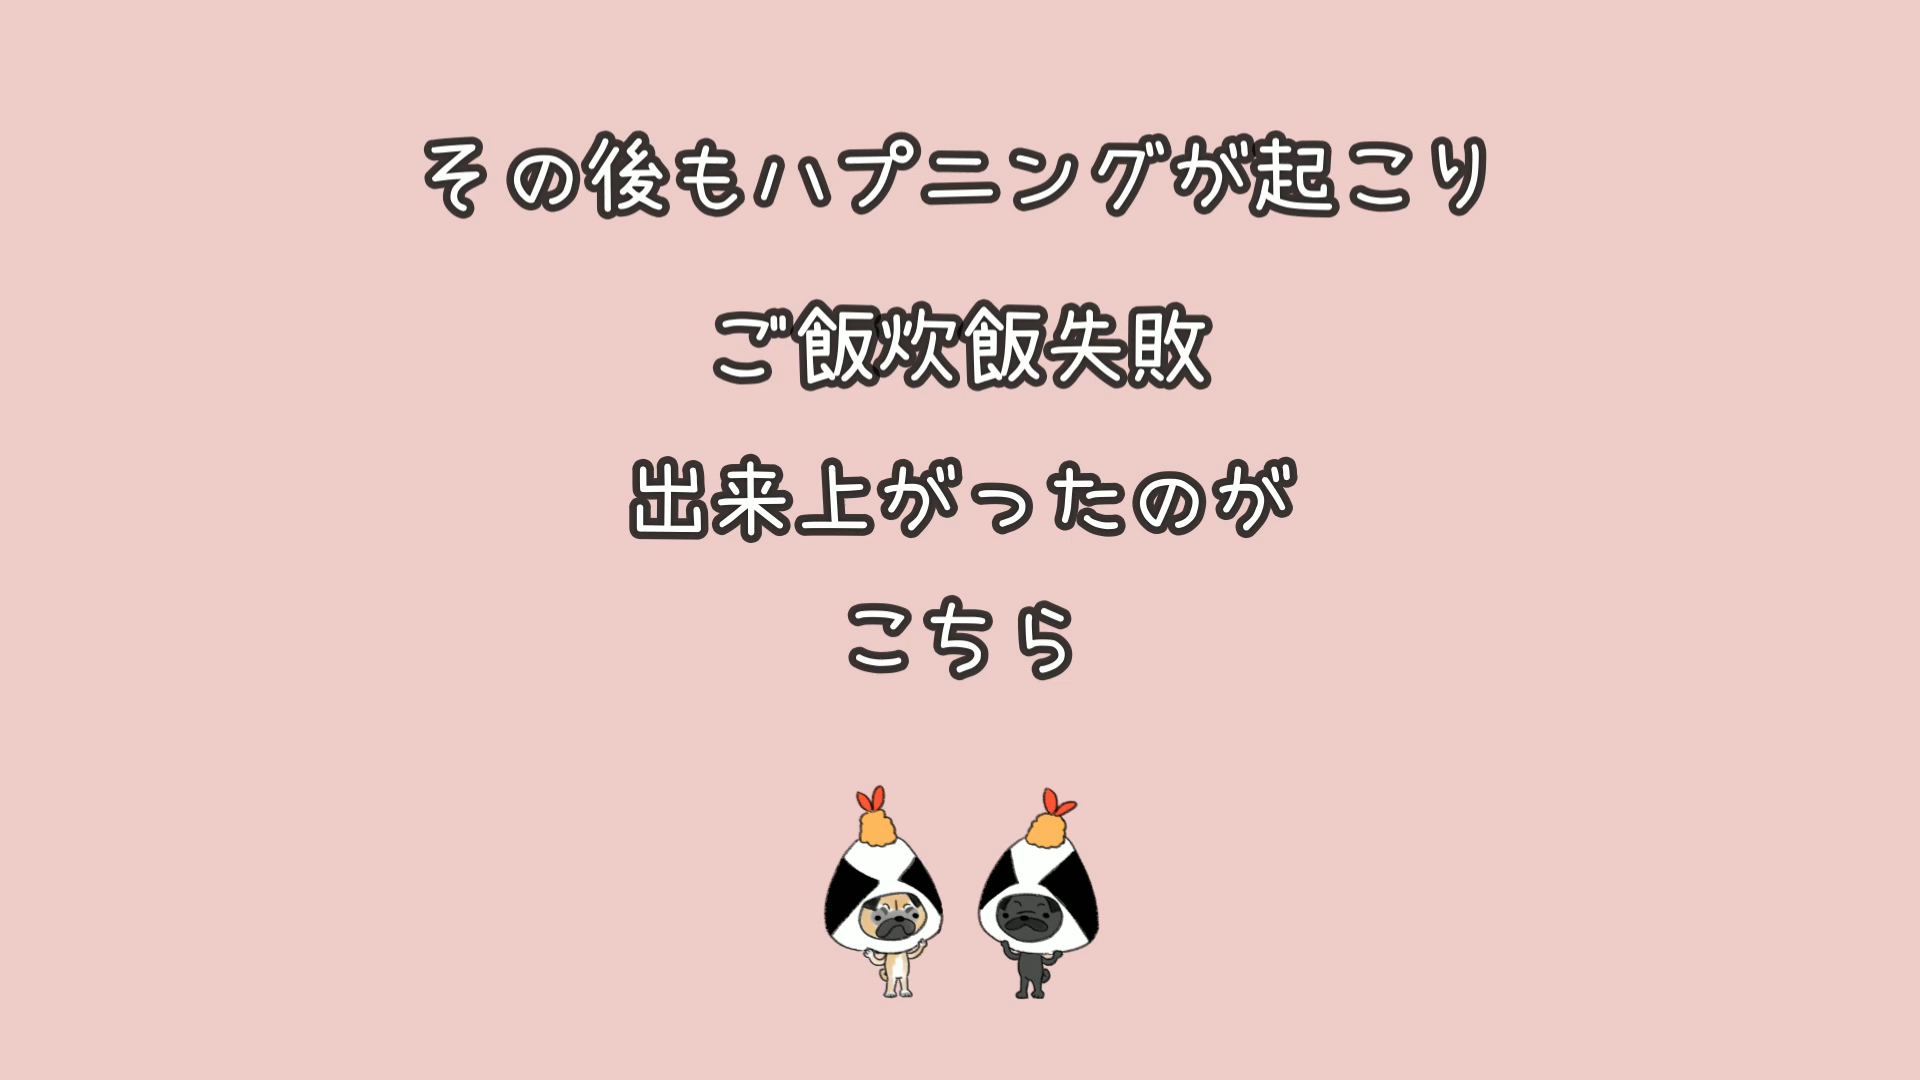 その後もハプニングが起こり
ご飯炊飯失敗
出来上がったのが
こちら